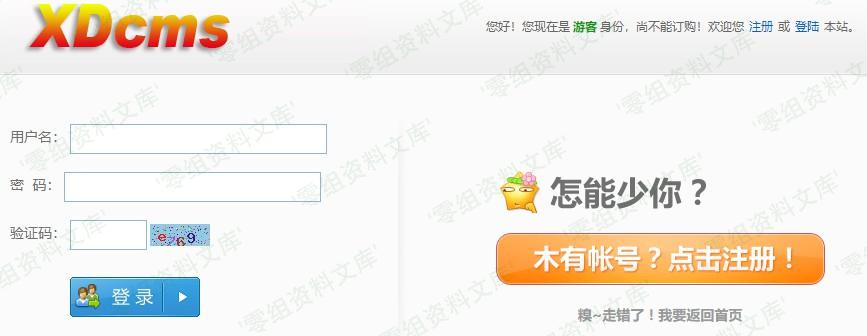 XDcms
您好！您现在是 游客 身份，尚不能订购！欢迎您 注册 或 登陆 本站。
用户名：
密 码：
验证码：
e769
登 录
怎能少你？
木有帐号？点击注册！
糗~走错了！我要返回首页
'零组资料文库'